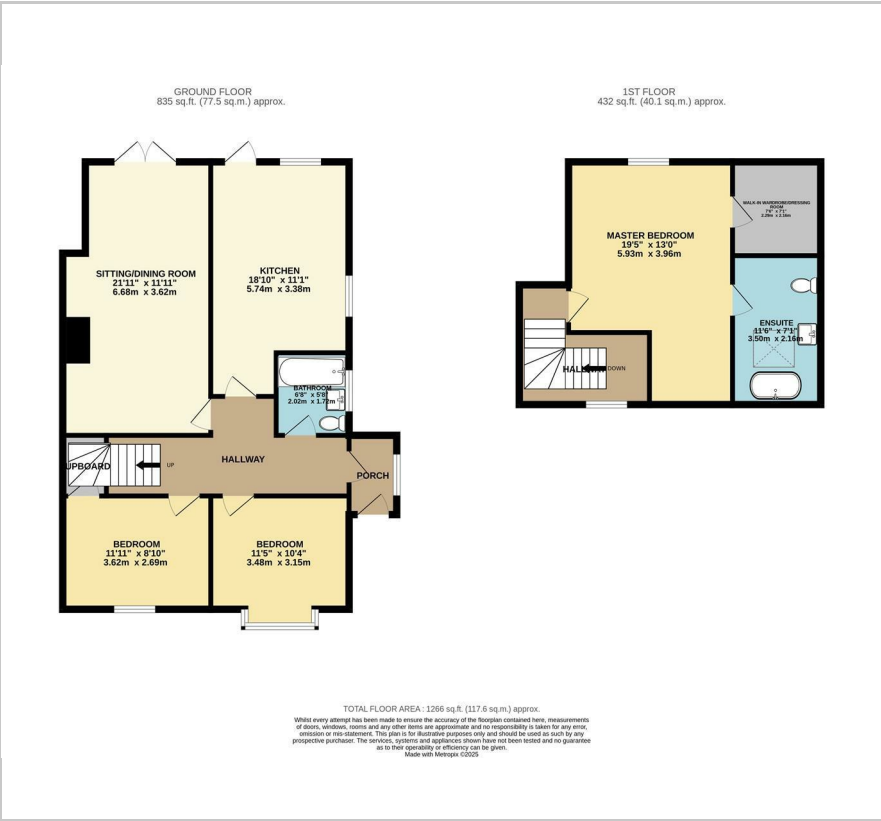 GROUND FLOOR
835 sq.ft. (77.5 sq.m.) approx.
1ST FLOOR
432 sq.ft. (40.1 sq.m.) approx.
SITTING/DINING ROOM
21'11" x 11'11"
6.68m x 3.62m
KITCHEN
18'10" x 11'1"
5.74m x 3.38m
BATHROOM
6'8" x 5'8"
2.02m x 1.72m
UPBOARD
UP
HALLWAY
PORCH
BEDROOM
11'11" x 8'10"
3.62m x 2.69m
BEDROOM
11'5" x 10'4"
3.48m x 3.15m
MASTER BEDROOM
19'5" x 13'0"
5.93m x 3.96m
WALK-IN WARDROBE/DRESSING
ROOM
7'6" x 7'1"
2.29m x 2.16m
ENSUITE
11'6" x 7'1"
3.50m x 2.16m
HALLWAY
DOWN
TOTAL FLOOR AREA : 1266 sq.ft. (117.6 sq.m.) approx.
Whilst every attempt has been made to ensure the accuracy of the floorplan contained here, measurements
of doors, windows, rooms and any other items are approximate and no responsibility is taken for any error,
omission or mis-statement. This plan is for illustrative purposes only and should be used as such by any
prospective purchaser. The services, systems and appliances shown have not been tested and no guarantee
as to their operability or efficiency can be given.
Made with Metropix ©2025